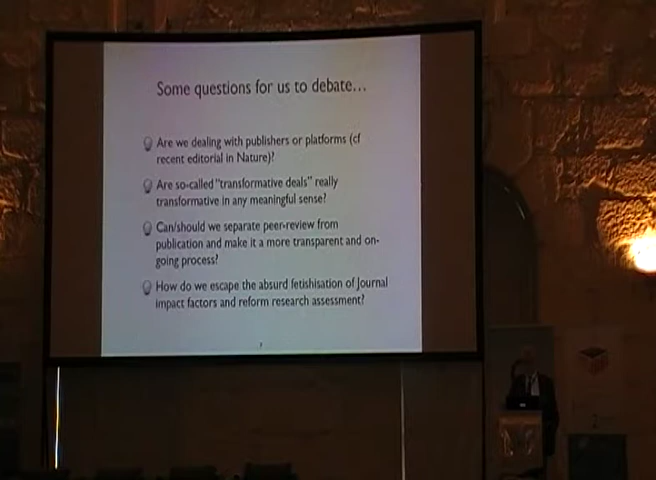 Some questions for us to debate...
Are we dealing with publishers or platforms (cf
recent editorial in Nature)?
Are so-called "transformative deals" really
transformative in any meaningful sense?
Can/should we separate peer-review from
publication and make it a more transparent and on-
going process?
How do we escape the absurd fetishisation of Journal
Impact factors and reform research assessment?